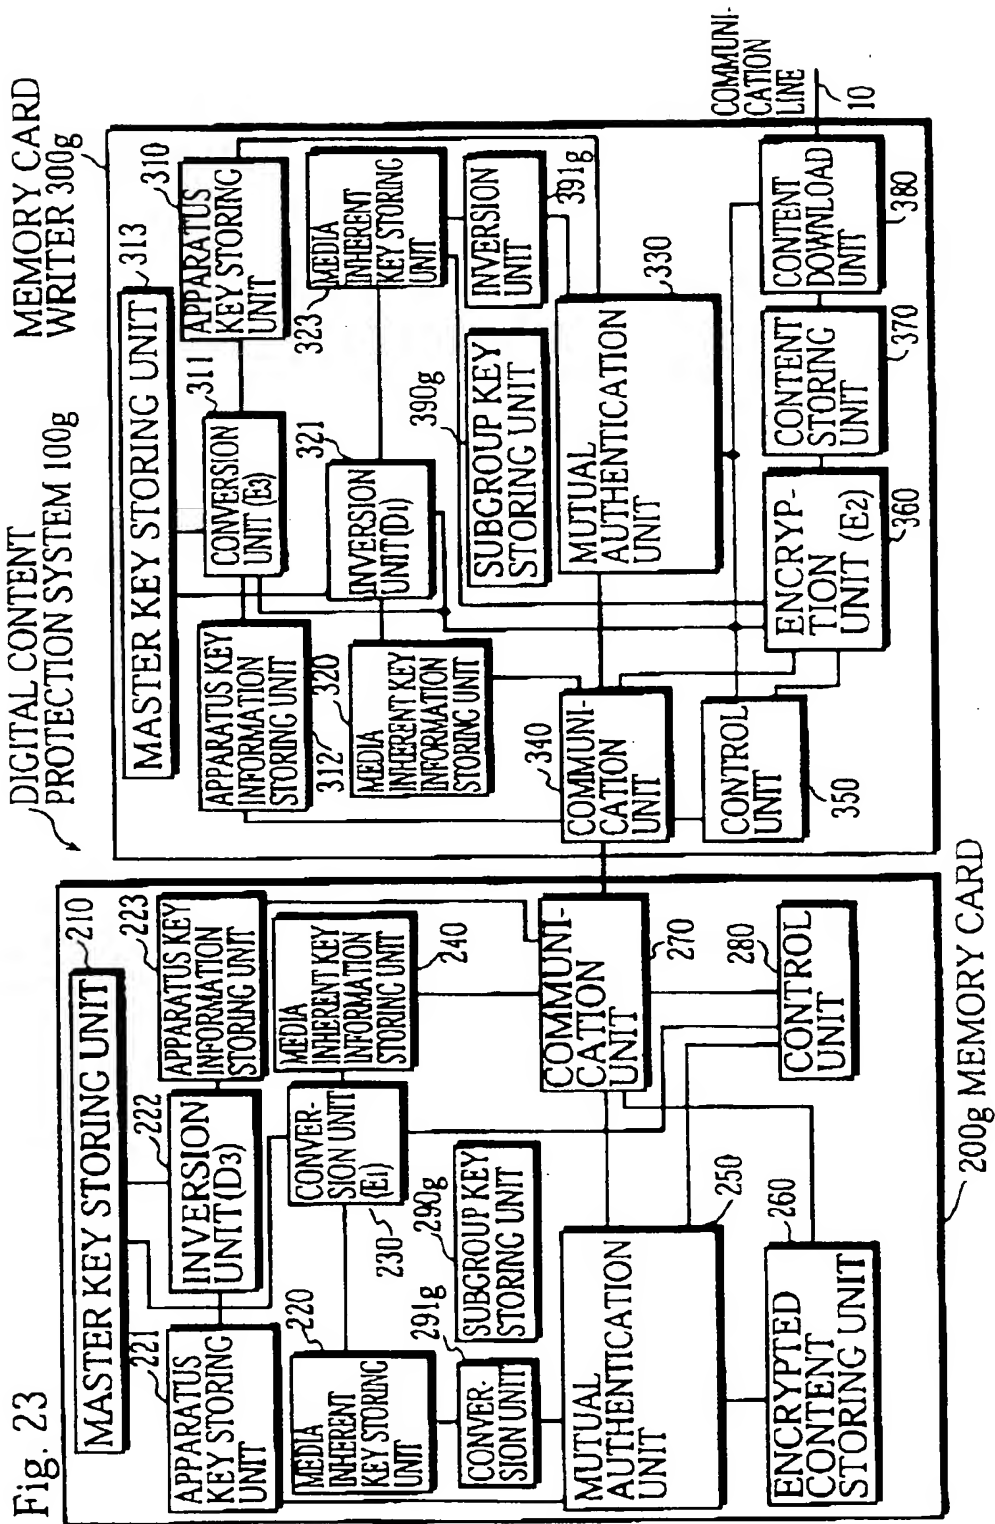 Fig. 23
DIGITAL CONTENT
PROTECTION SYSTEM 100g
MEMORY CARD
WRITER 300g
MASTER KEY STORING UNIT
210
APPARATUS
KEY STORING
UNIT
221
INVERSION
UNIT(D3)
222
APPARATUS KEY
INFORMATION
STORING UNIT
223
MEDIA
INHERENT
KEY STORING
UNIT
220
CONVER-
SION UNIT
(E1)
230
MEDIA
INHERENT KEY
INFORMATION
STORING UNIT
240
CONVER-
SION UNIT
291g
SUBGROUP KEY
STORING UNIT
290g
MUTUAL
AUTHENTICATION
UNIT
250
COMMUNI-
CATION
UNIT
270
ENCRYPTED
CONTENT
STORING UNIT
260
CONTROL
UNIT
280
200g MEMORY CARD
MASTER KEY STORING UNIT
313
APPARATUS KEY
INFORMATION
STORING UNIT
312
CONVERSION
UNIT (E3)
311
APPARATUS
KEY STORING
UNIT
310
MEDIA
INHERENT KEY
INFORMATION
STORING UNIT
320
INVERSION
UNIT(D1)
321
MEDIA
INHERENT
KEY STORING
UNIT
323
SUBGROUP KEY
STORING UNIT
390g
INVERSION
UNIT
391g
COMMUNI-
CATION
UNIT
340
MUTUAL
AUTHENTICATION
UNIT
330
CONTROL
UNIT
350
ENCRYP-
TION
UNIT (E2)
360
CONTENT
STORING
UNIT
370
CONTENT
DOWNLOAD
UNIT
380
COMMUNI-
CATION
LINE
10